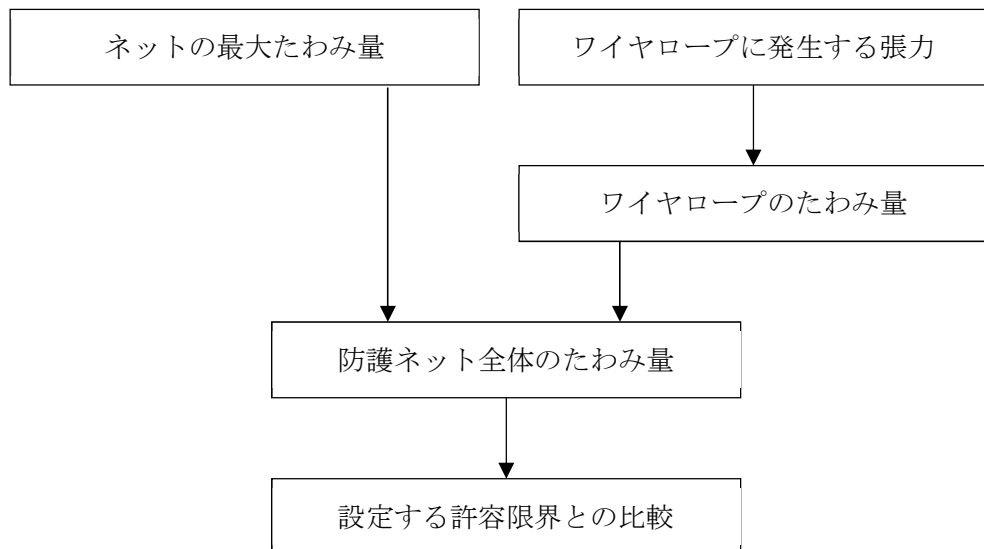 ネットの最大たわみ量
ワイヤロープに発生する張力
ワイヤロープのたわみ量
防護ネット全体のたわみ量
設定する許容限界との比較